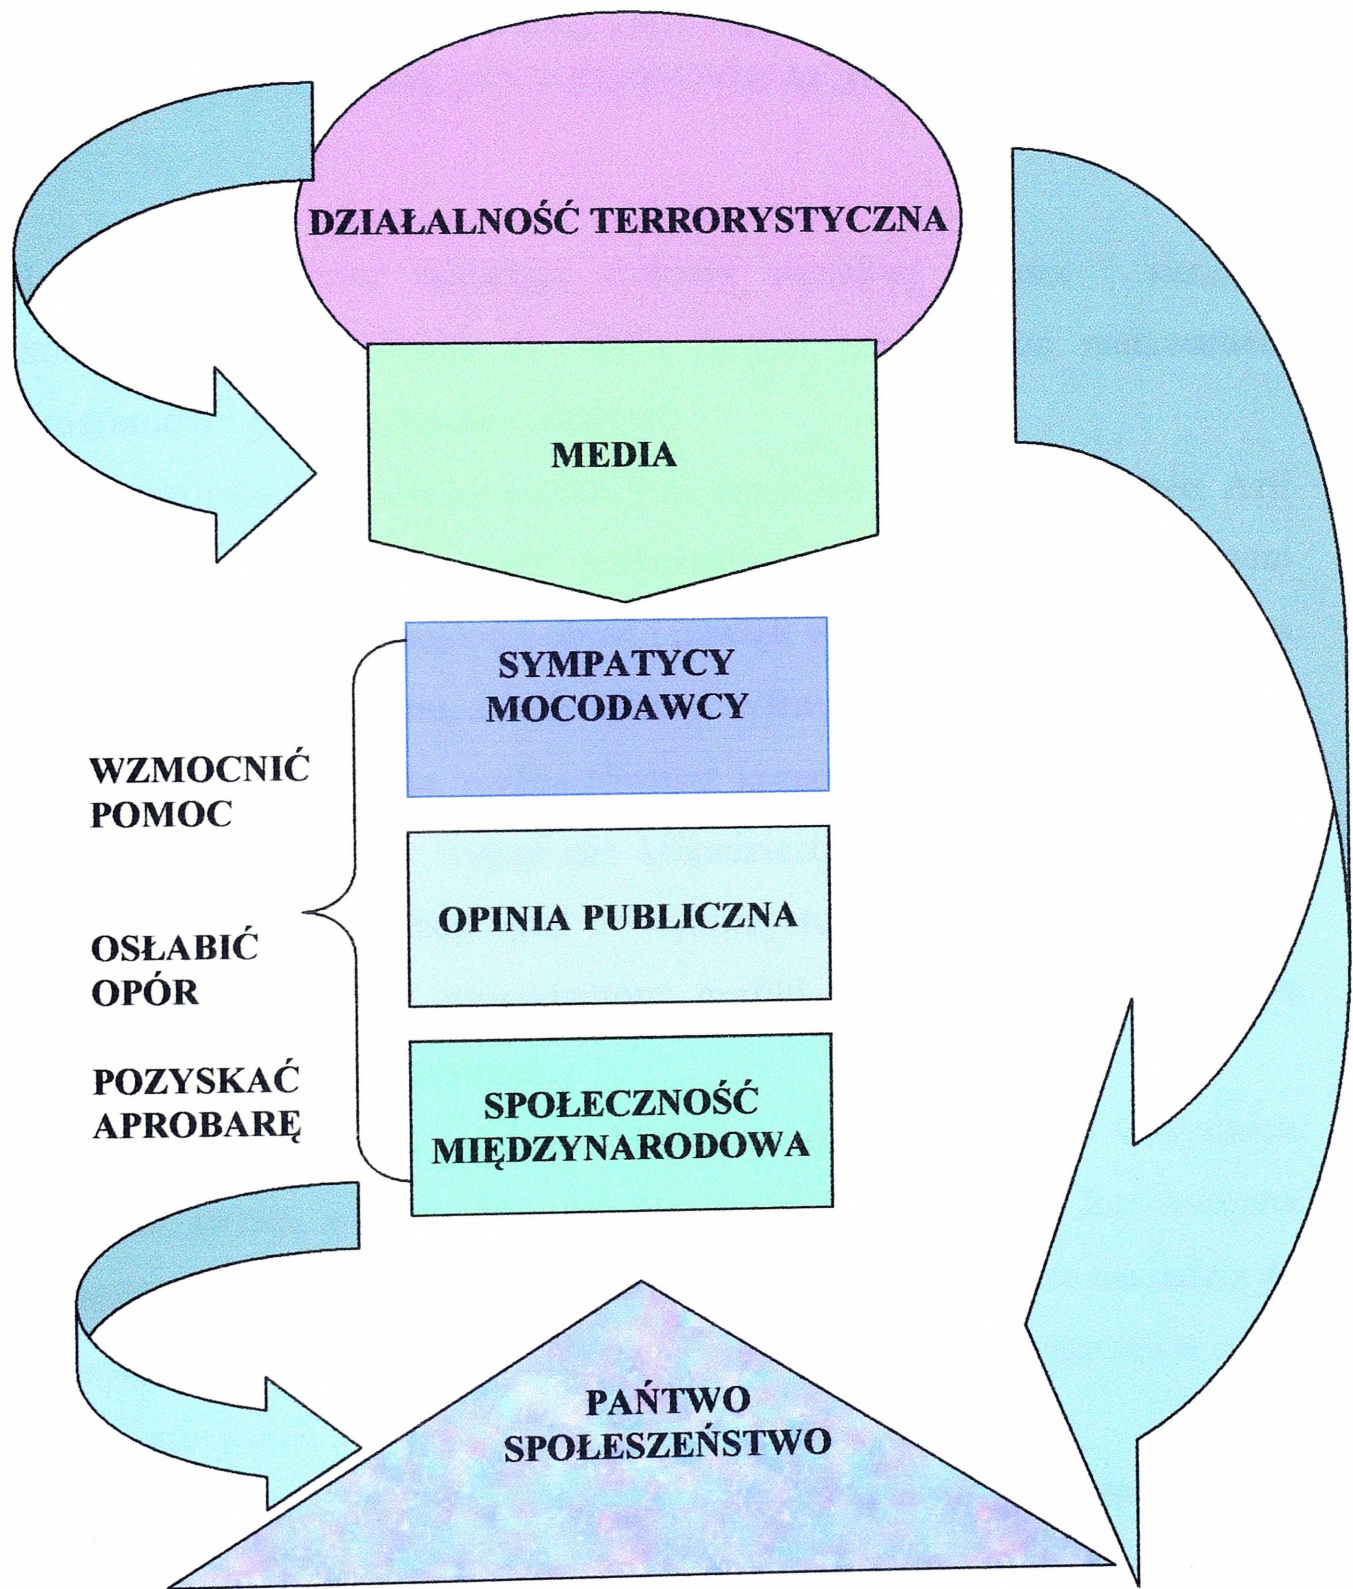 DZIAŁALNOŚĆ TERRORYSTYCZNA
MEDIA
SYMPATYCY
MOCODAWCY
WZMOCNIĆ
POMOC
OPINIA PUBLICZNA
OSŁABIĆ
OPÓR
POZYSKAĆ
APROBARĘ
SPOŁECZNOŚĆ
MIĘDZYNARODOWA
PAŃTWO
SPOŁESZEŃSTWO